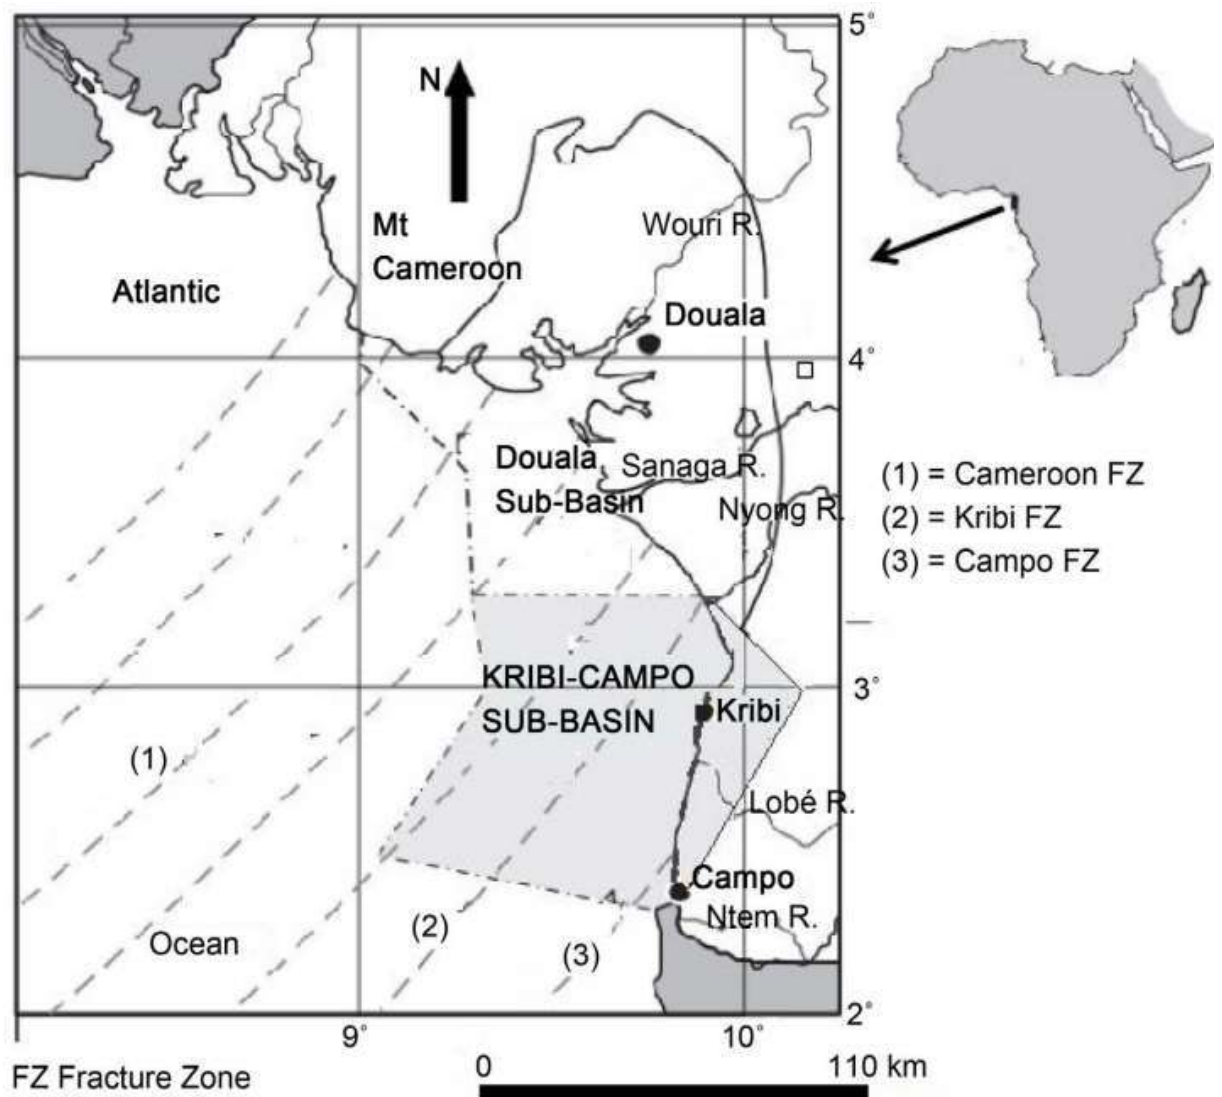 5°
N
Wouri R.
Mt
Cameroon
Atlantic
Douala
4°
Douala
Sub-Basin
Sanaga R.
Nyong R.
(1) = Cameroon FZ
(2) = Kribi FZ
(3) = Campo FZ
KRIBI-CAMPO
SUB-BASIN
3°
Kribi
(1)
Lobé R.
Campo
Ntem R.
(2)
(3)
Ocean
2°
9°
10°
FZ Fracture Zone
0
110 km